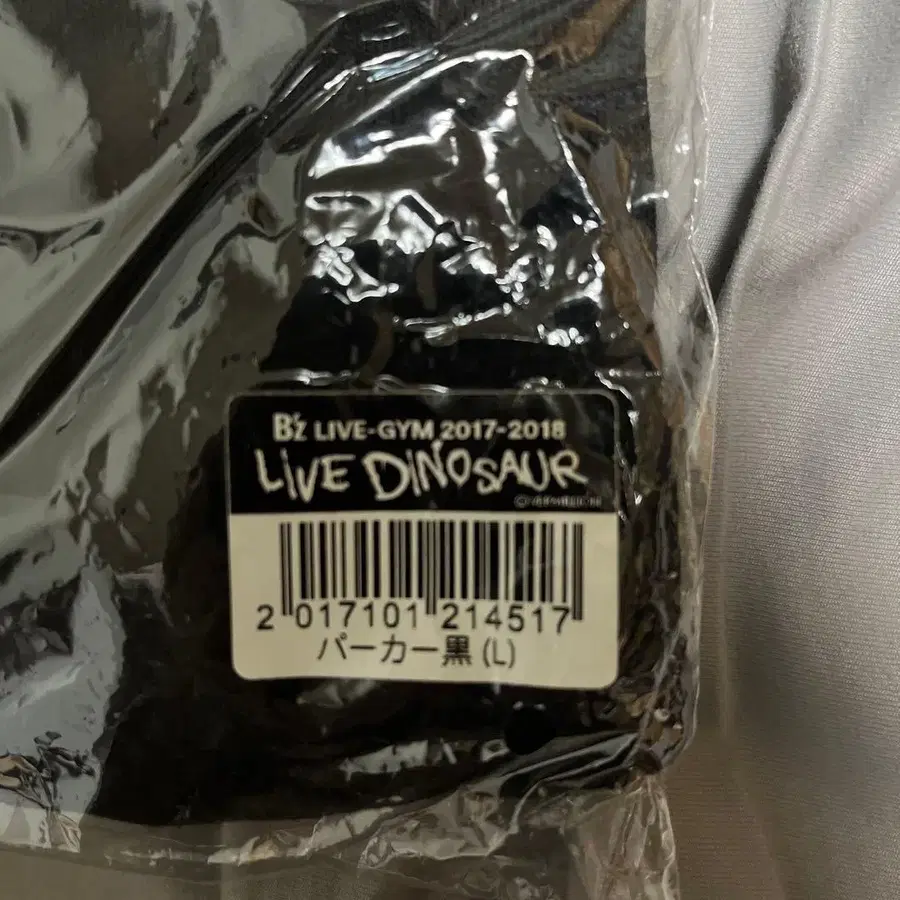 B'z LIVE-GYM 2017-2018
LiVE DiNOSAUR
2 017101 214517
パーカー黒 (L)